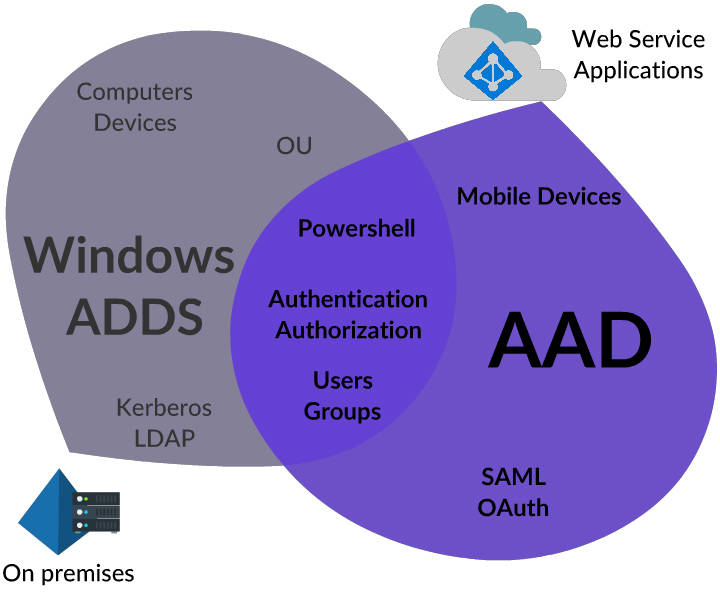 Web Service
Applications
Computers
Devices
OU
Mobile Devices
Powershell
Windows
ADDS
Authentication
Authorization
AAD
Users
Groups
Kerberos
LDAP
SAML
OAuth
On premises